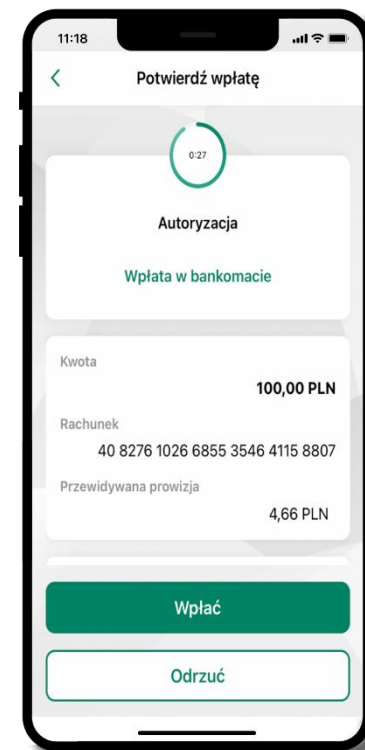 11:18
Potwierdź wpłatę
0:27
Autoryzacja
Wpłata w bankomacie
Kwota
100,00 PLN
Rachunek
40 8276 1026 6855 3546 4115 8807
Przewidywana prowizja
4,66 PLN
Wpłać
Odrzuć